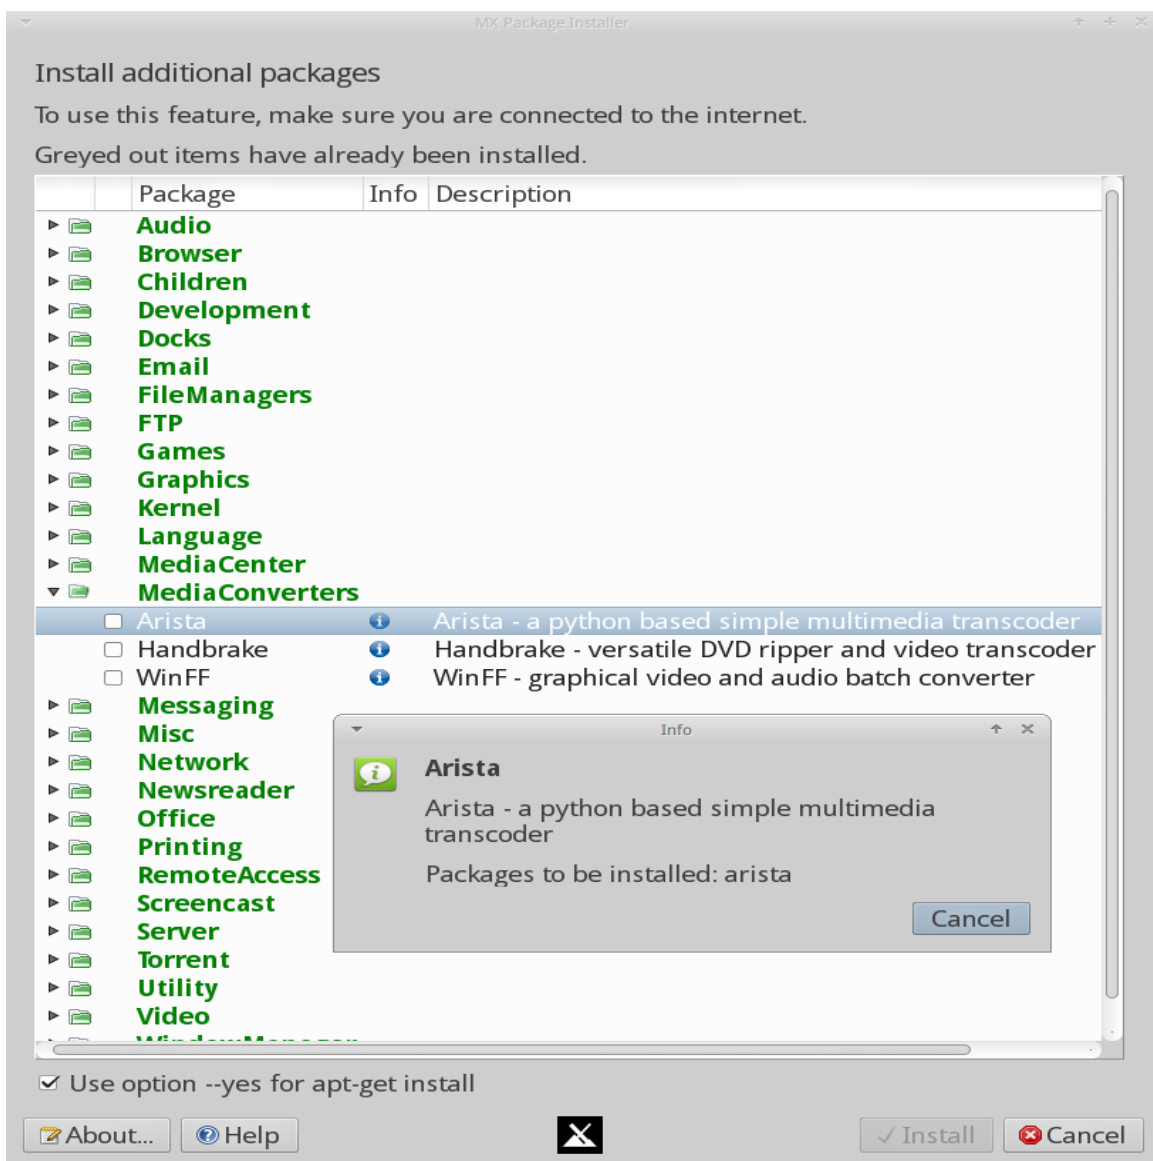 MX Package Installer
Install additional packages
To use this feature, make sure you are connected to the internet.
Greyed out items have already been installed.
Package Info Description
Audio
Browser
Children
Development
Docks
Email
FileManagers
FTP
Games
Graphics
Kernel
Language
MediaCenter
MediaConverters
Arista Arista - a python based simple multimedia transcoder
Handbrake Handbrake - versatile DVD ripper and video transcoder
WinFF WinFF - graphical video and audio batch converter
Messaging
Misc
Network
Newsreader
Office
Printing
RemoteAccess
Screencast
Server
Torrent
Utility
Video
WindowManager
Info
Arista
Arista - a python based simple multimedia
transcoder
Packages to be installed: arista
Cancel
Use option --yes for apt-get install
About... Help Install Cancel